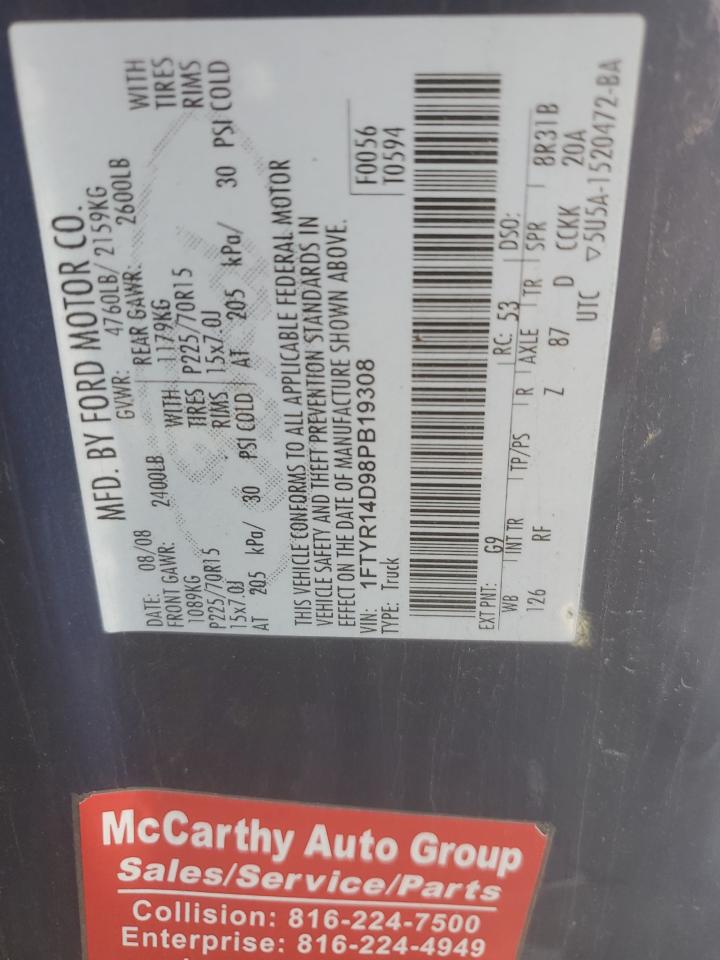 MFD. BY FORD MOTOR CO.
DATE: 08/08 GVWR: 4760LB/ 2159KG
FRONT GAWR: 2400LB REAR GAWR: 2600LB
1089KG WITH 1179KG WITH
P225/70R15 TIRES P225/70R15 TIRES
15x7.0J RIMS 15x7.0J RIMS
AT 205 kPa/ 30 PSI COLD AT 205 kPa/ 30 PSI COLD
THIS VEHICLE CONFORMS TO ALL APPLICABLE FEDERAL MOTOR
VEHICLE SAFETY AND THEFT PREVENTION STANDARDS IN
EFFECT ON THE DATE OF MANUFACTURE SHOWN ABOVE.
VIN: 1FTYR14D98PB19308 F0056
TYPE: Truck T0594
EXT PNT: G9 RC: 53 DSO:
WB INT TR TP/PS R AXLE TR SPR 8R31B
126 RF Z 87 D CCKK 20A
UTC ▽5U5A-1520472-BA
McCarthy Auto Group
Sales/Service/Parts
Collision: 816-224-7500
Enterprise: 816-224-4949